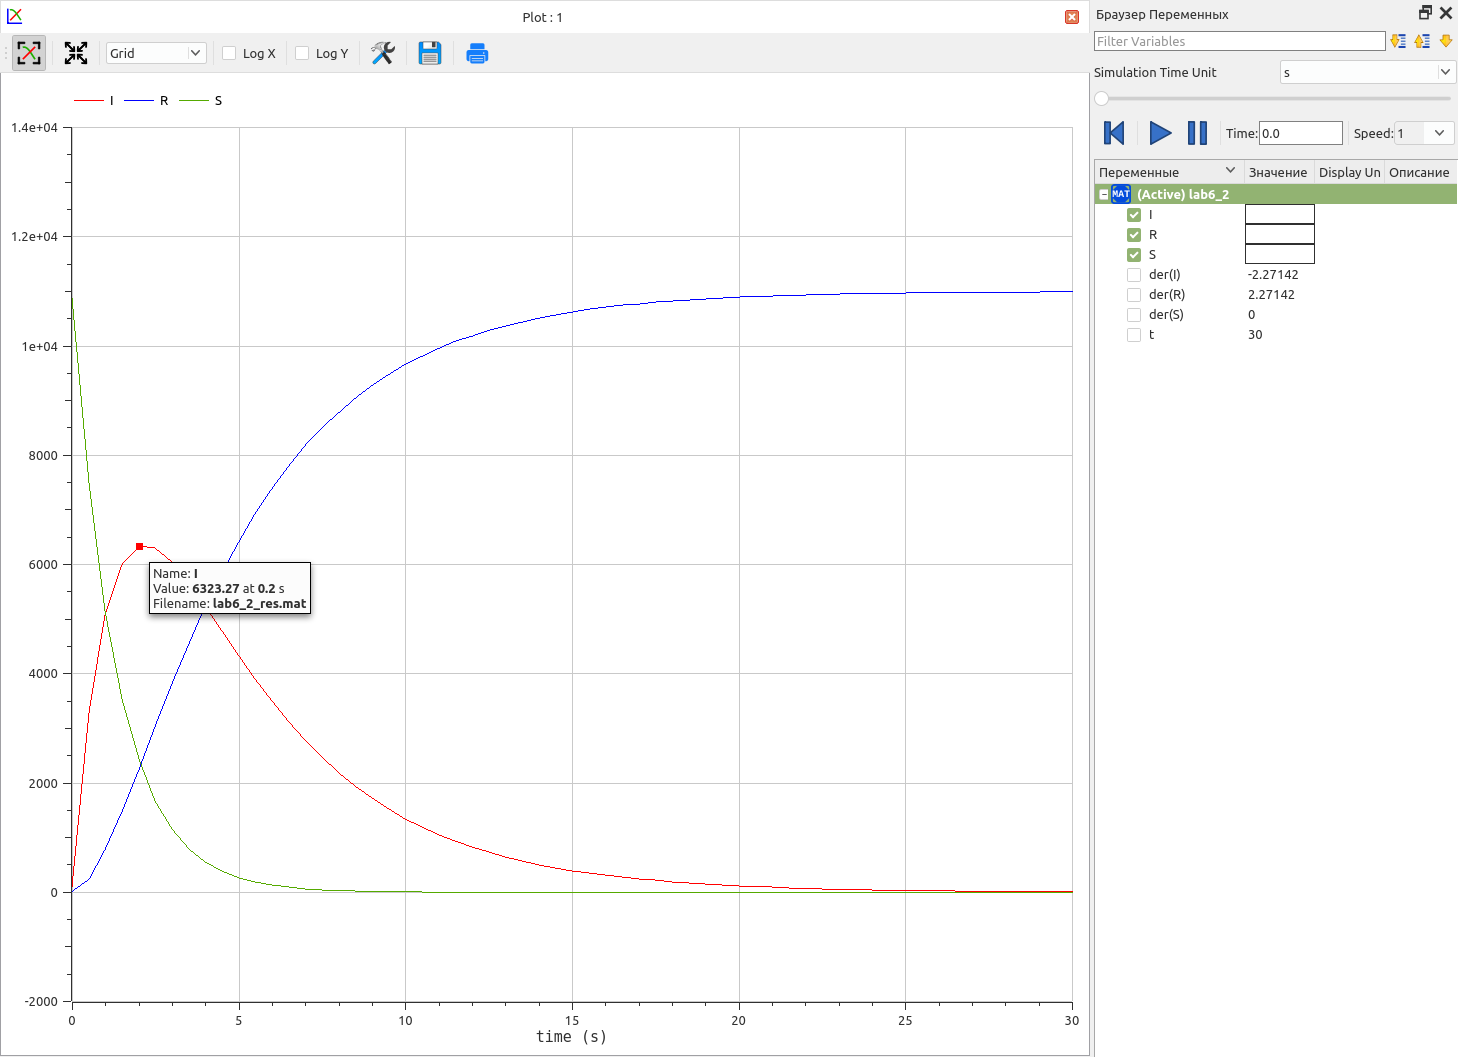 Plot : 1
Grid
Log X
Log Y
I
R
S
1.4e+04
1.2e+04
1e+04
8000
6000
4000
2000
0
-2000
Name: I
Value: 6323.27 at 0.2 s
Filename: lab6_2_res.mat
0 5 10 15 20 25 30
time (s)
Браузер Переменных
Filter Variables
Simulation Time Unit s
Time: 0.0 Speed: 1
Переменные Значение Display Un Описание
MAT (Active) lab6_2
I
R
S
der(I) -2.27142
der(R) 2.27142
der(S) 0
t 30